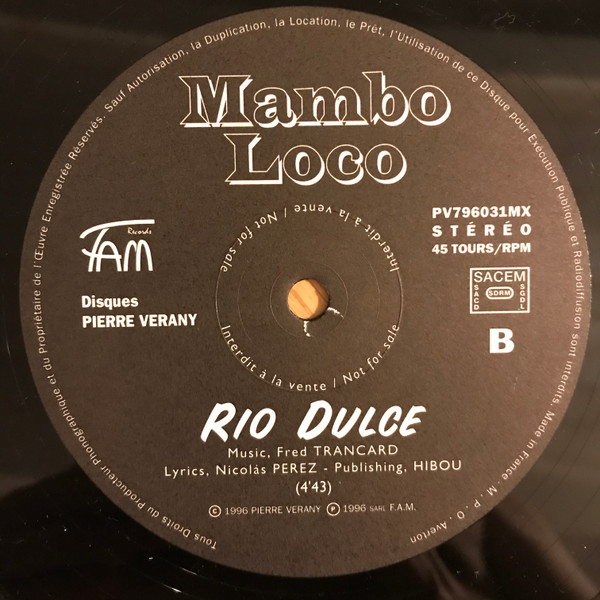 Tous Droits du Producteur Phonographique et du Propriétaire de l'Œuvre Enregistrée Réservés. Sauf Autorisation, la Duplication, la Location, le Prêt, l'Utilisation de ce Disque pour Exécution Publique et Radiodiffusion sont interdits. Made in France - M. P. O. Averton
Mambo
Loco
FAM
Records
Disques
PIERRE VERANY
PV796031MX
STÉRÉO
45 TOURS/RPM
SACEM
SACD
SDRM
SGDL
B
Interdit à la vente / Not for sale
Interdit à la vente / Not for sale
RIO DULCE
Music, Fred TRANCARD
Lyrics, Nicolás PEREZ - Publishing, HIBOU
(4'43)
© 1996 PIERRE VERANY ℗ 1996 SARL F.A.M.